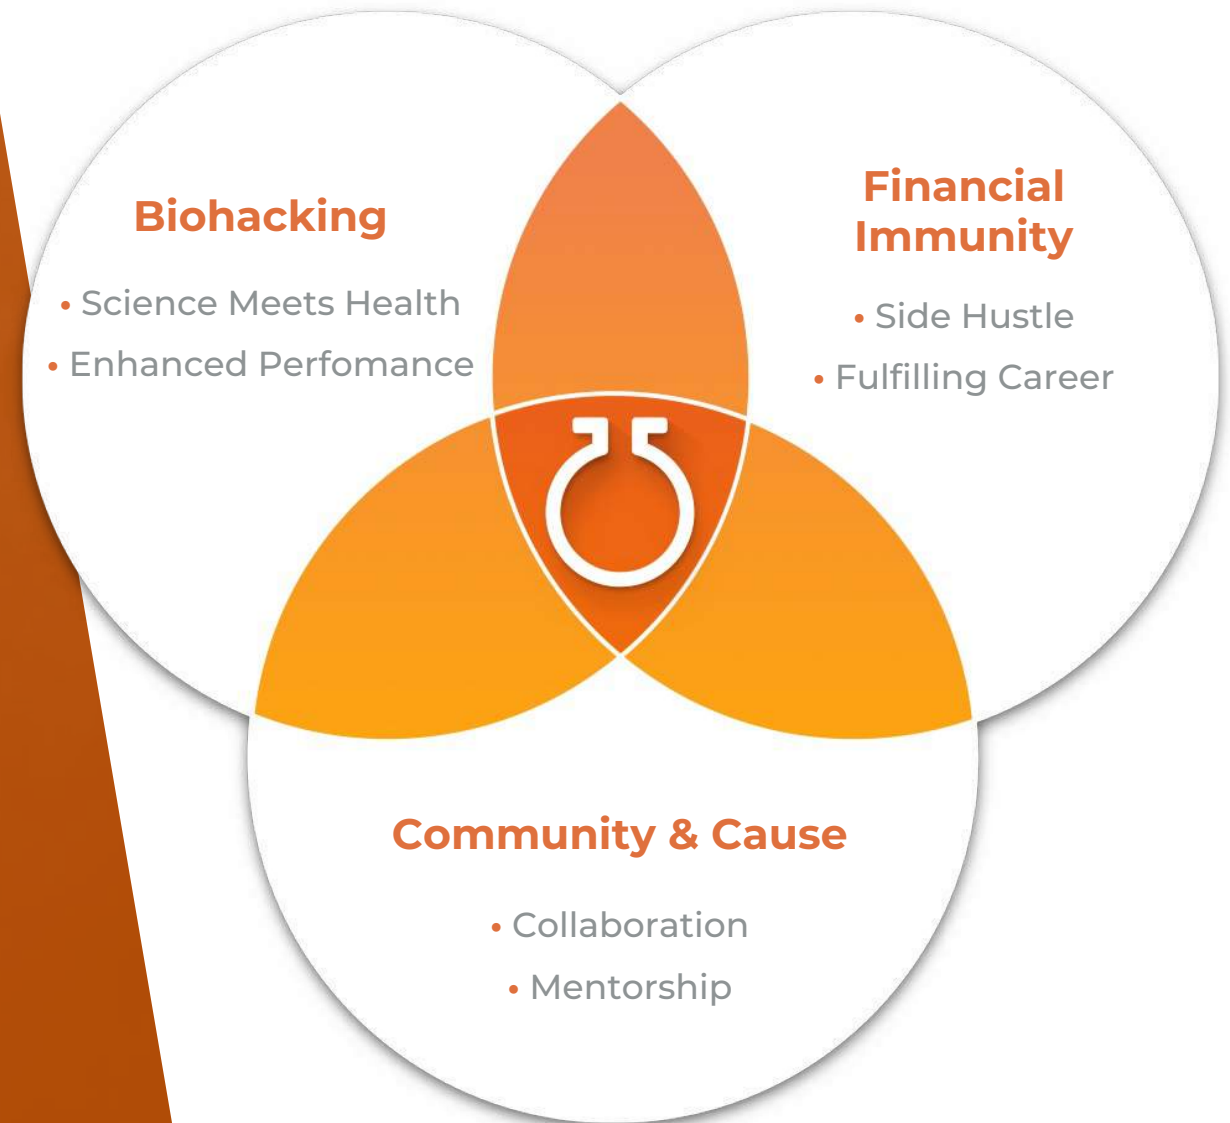 Biohacking
• Science Meets Health
• Enhanced Perfomance
Financial
Immunity
• Side Hustle
• Fulfilling Career
Community & Cause
• Collaboration
• Mentorship